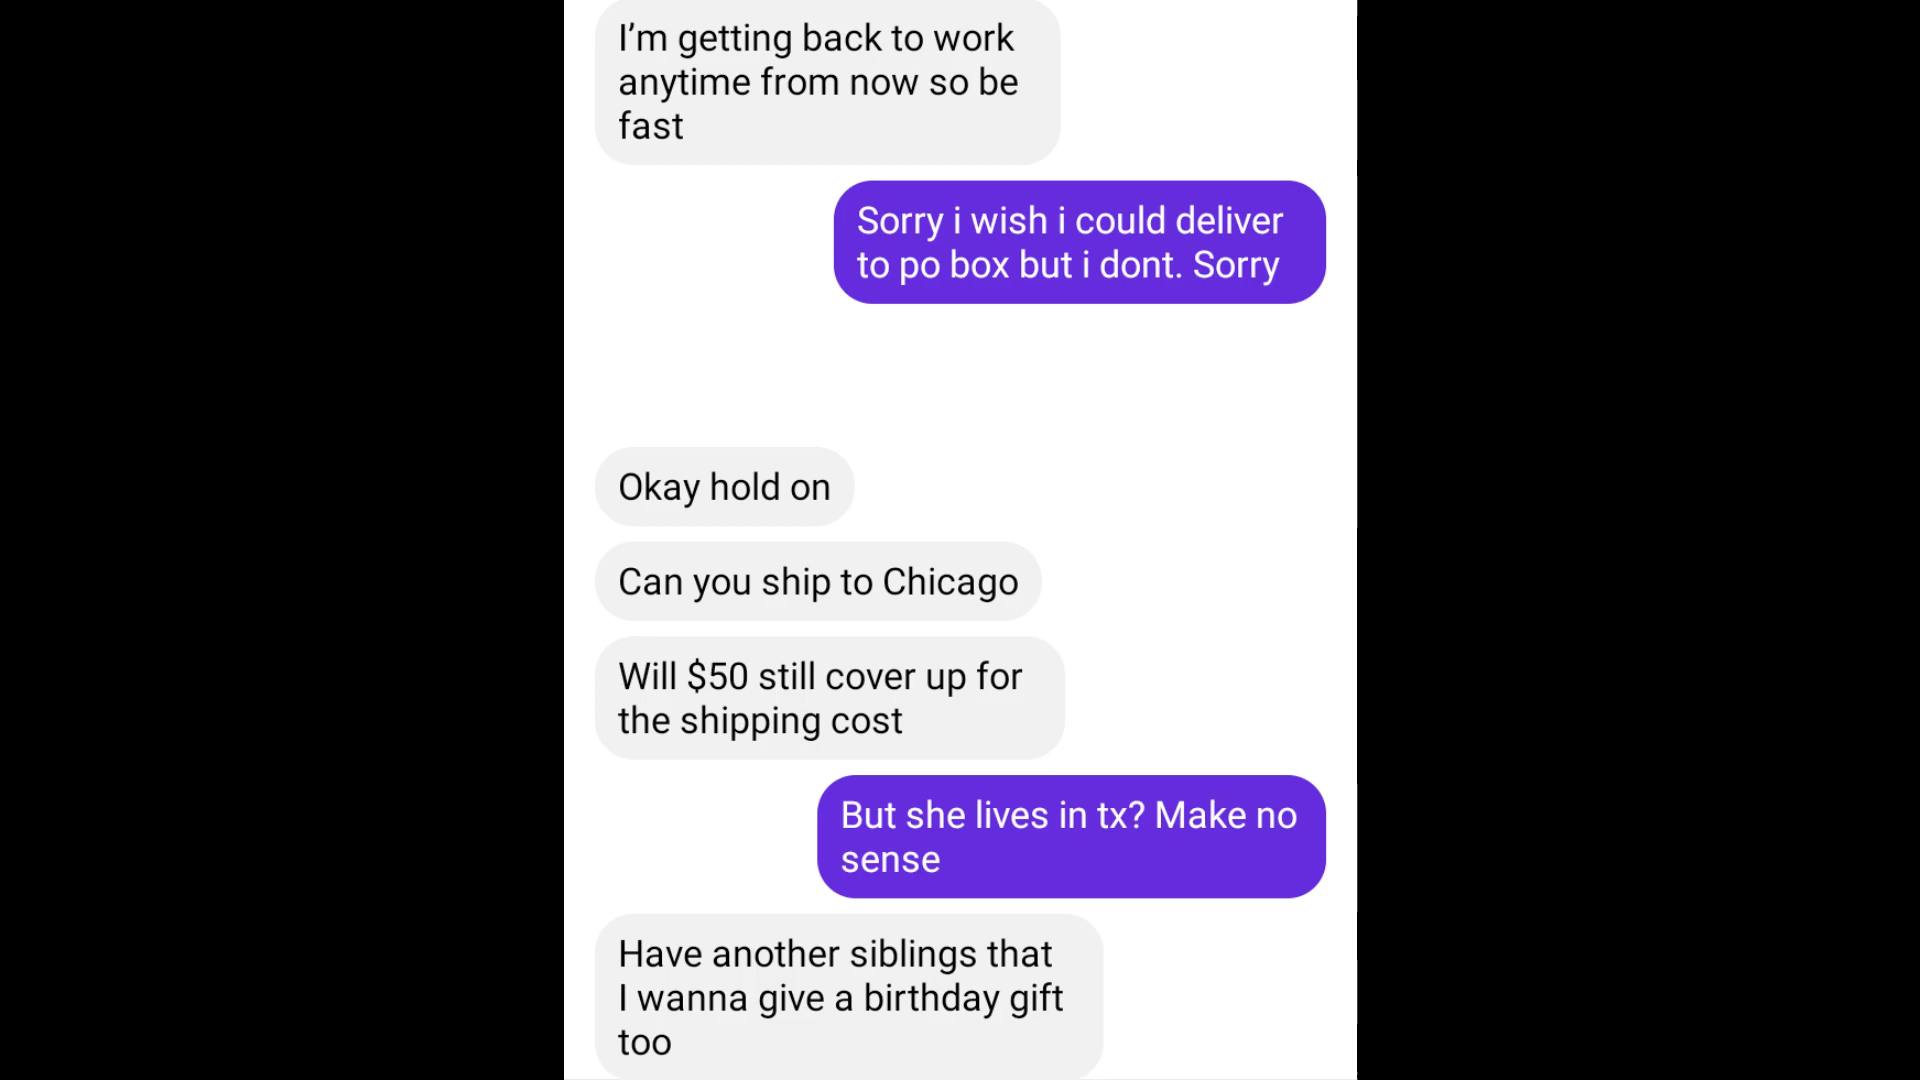 I’m getting back to work
anytime from now so be
fast
Sorry i wish i could deliver
to po box but i dont. Sorry
Okay hold on
Can you ship to Chicago
Will $50 still cover up for
the shipping cost
But she lives in tx? Make no
sense
Have another siblings that
I wanna give a birthday gift
too